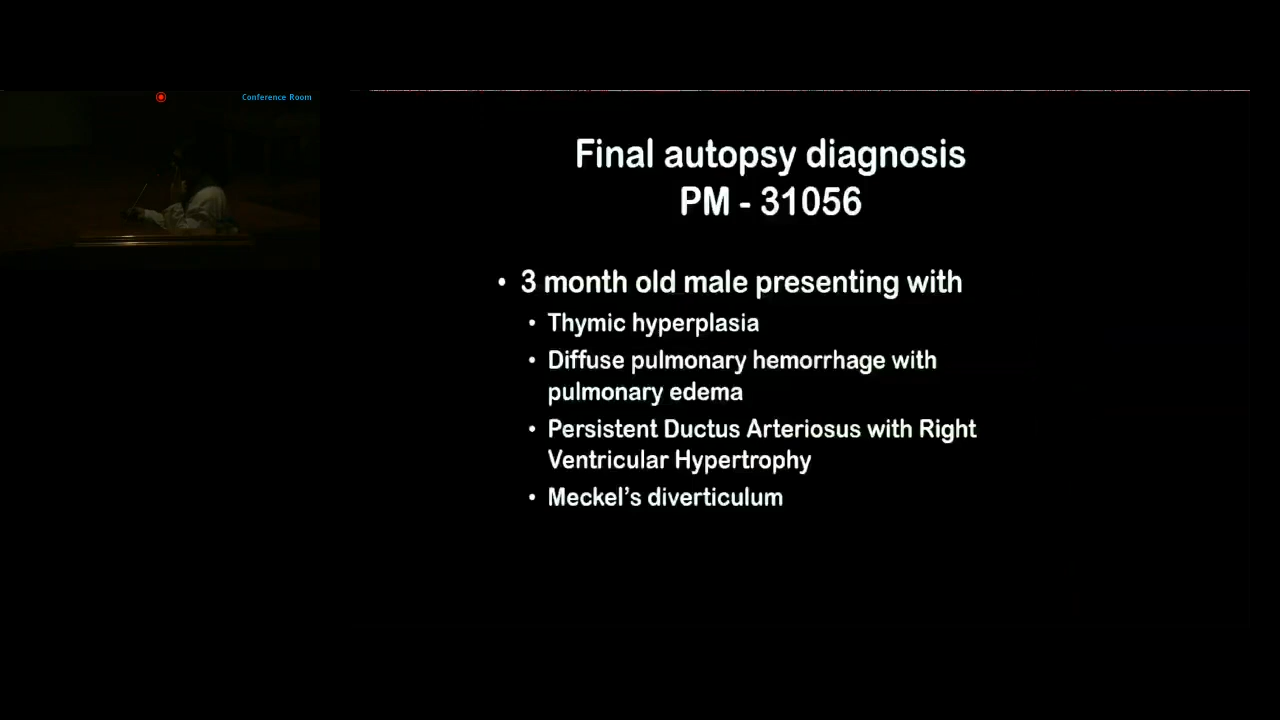 Conference Room
Final autopsy diagnosis
PM - 31056
• 3 month old male presenting with
• Thymic hyperplasia
• Diffuse pulmonary hemorrhage with
pulmonary edema
• Persistent Ductus Arteriosus with Right
Ventricular Hypertrophy
• Meckel’s diverticulum